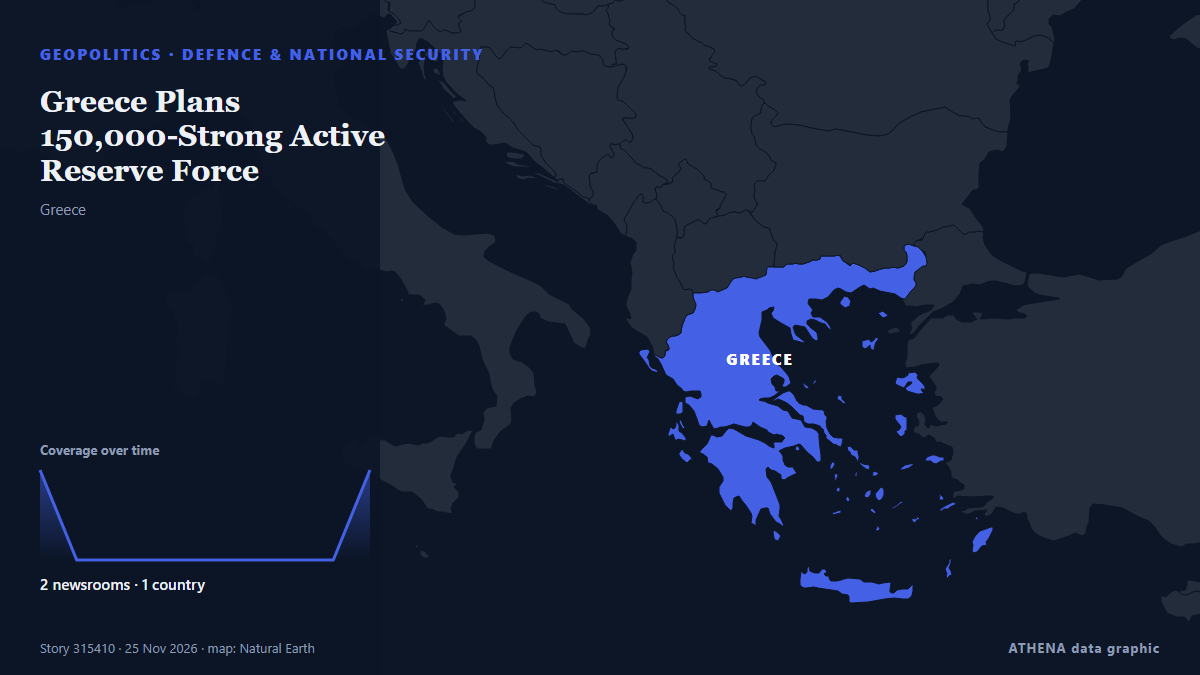 GEOPOLITICS · DEFENCE & NATIONAL SECURITY
Greece Plans
150,000-Strong Active
Reserve Force
Greece
GREECE
Coverage over time
2 newsrooms · 1 country
Story 315410 · 25 Nov 2026 · map: Natural Earth
ATHENA data graphic